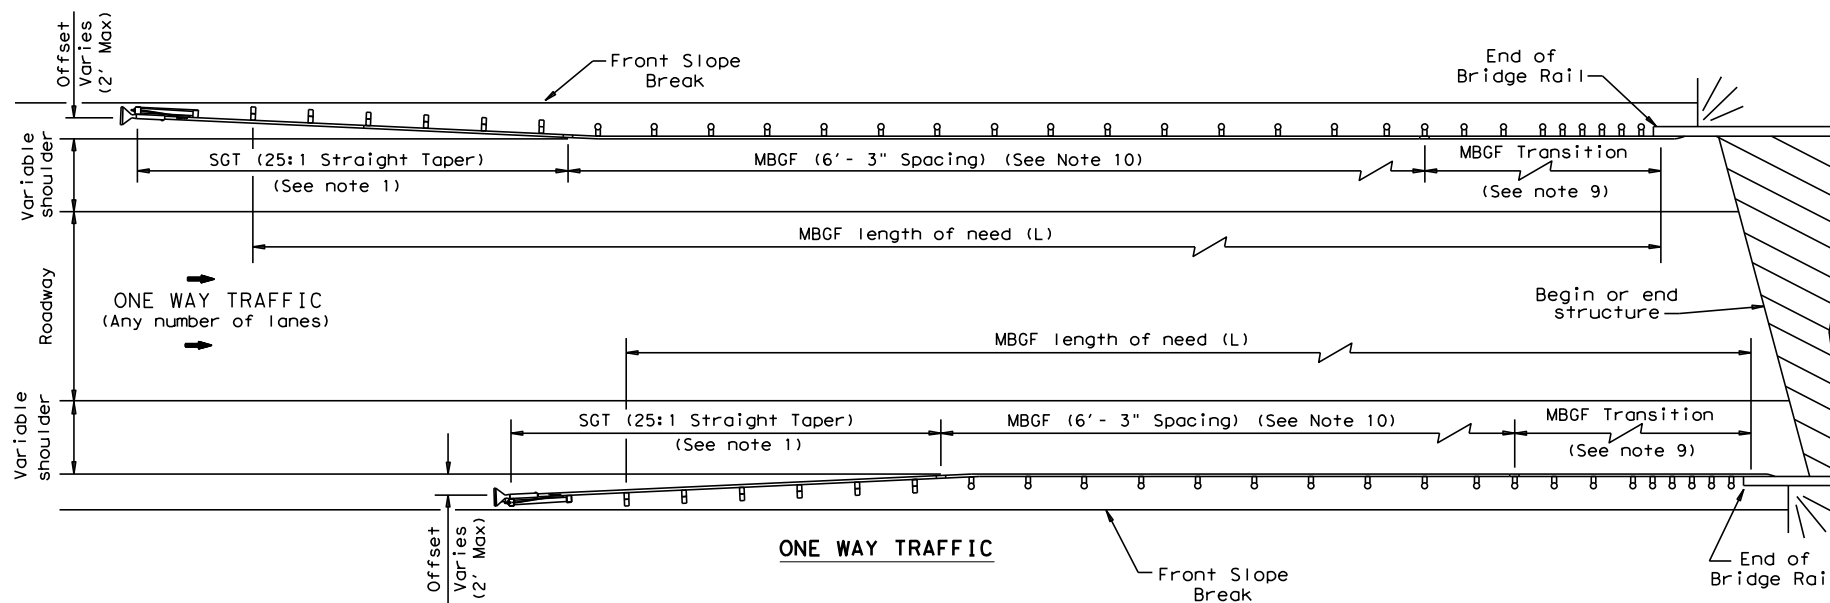 Offset
Varies
(2' Max)
Front Slope
Break
End of
Bridge Rail
Variable
shoulder
SGT (25:1 Straight Taper)
(See note 1)
MBGF (6'- 3" Spacing) (See Note 10)
MBGF Transition
(See note 9)
MBGF length of need (L)
Roadway
ONE WAY TRAFFIC
(Any number of lanes)
Begin or end
structure
MBGF length of need (L)
Variable
shoulder
SGT (25:1 Straight Taper)
(See note 1)
MBGF (6'- 3" Spacing) (See Note 10)
MBGF Transition
(See note 9)
Offset
Varies
(2' Max)
ONE WAY TRAFFIC
Front Slope
Break
End of
Bridge Rai